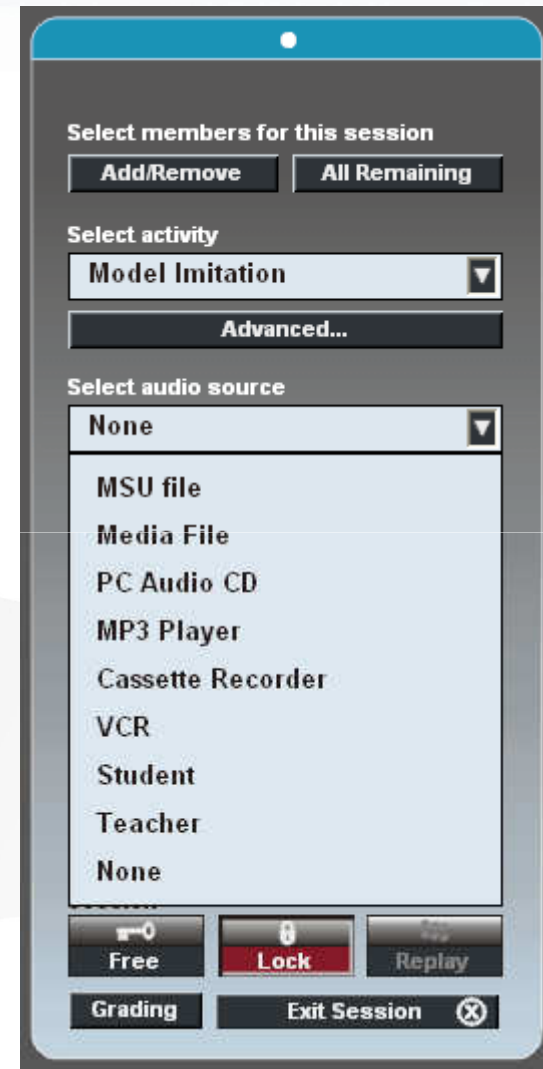 Select members for this session
Add/Remove All Remaining
Select activity
Model Imitation
Advanced...
Select audio source
None
MSU file
Media File
PC Audio CD
MP3 Player
Cassette Recorder
VCR
Student
Teacher
None
Free Lock Replay
Grading Exit Session